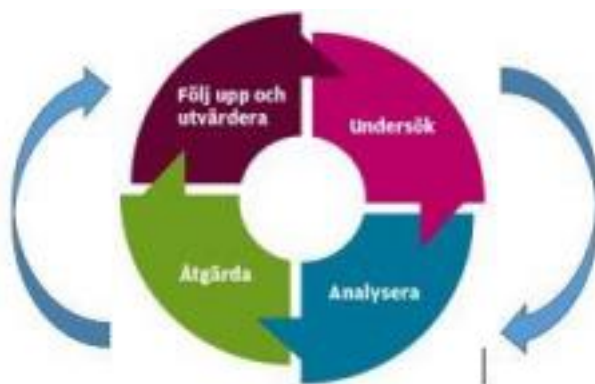 Följ upp och
utvärdera
Undersök
Analysera
Åtgärda